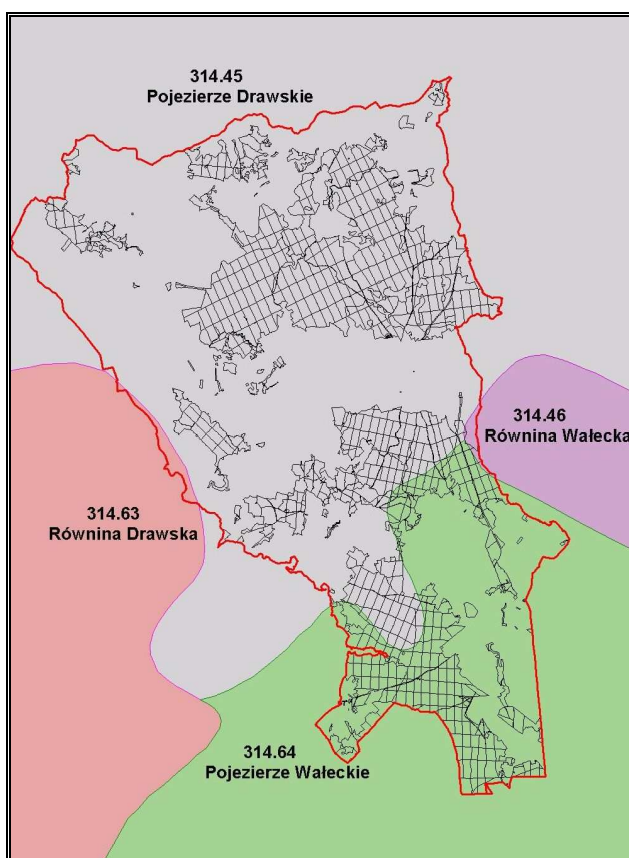 314.45
Pojezierze Drawskie
314.46
Równina Wałecka
314.63
Równina Drawska
314.64
Pojezierze Wałeckie